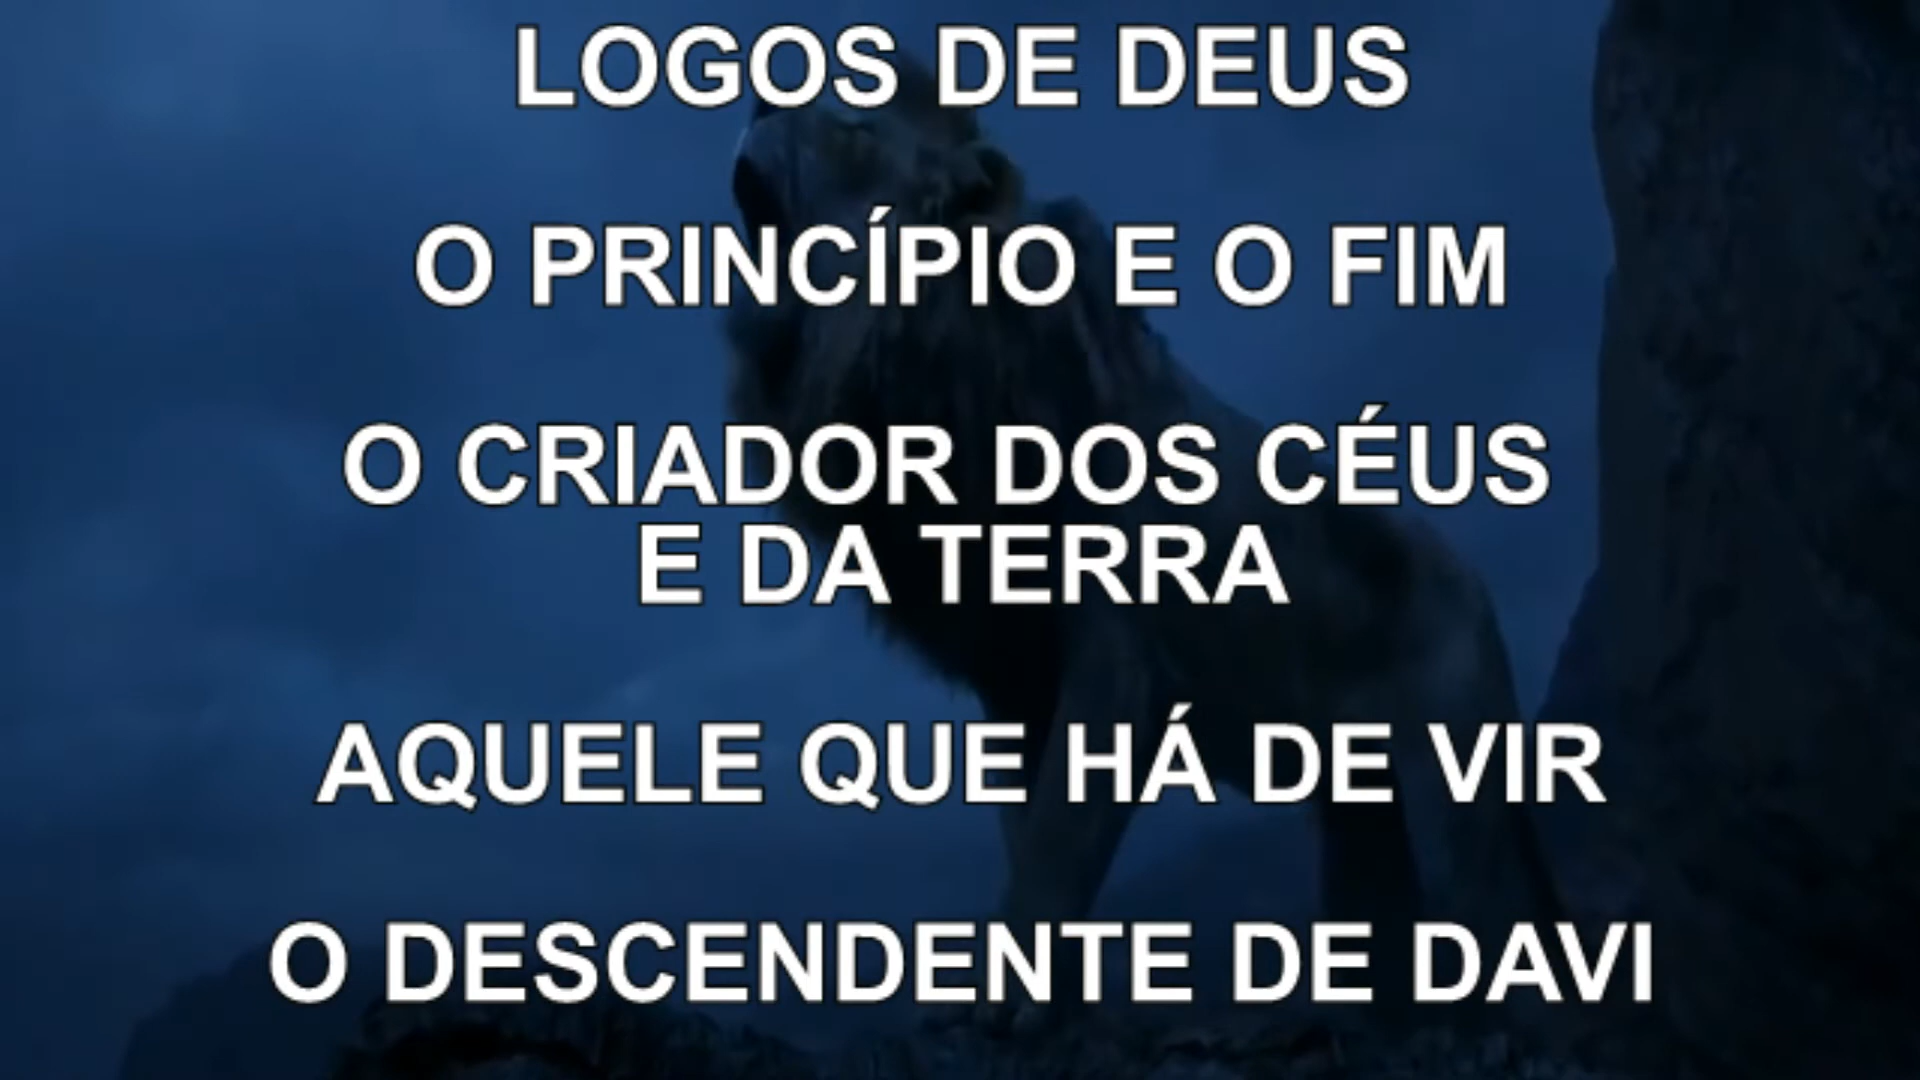 LOGOS DE DEUS
O PRINCÍPIO E O FIM
O CRIADOR DOS CÉUS
E DA TERRA
AQUELE QUE HÁ DE VIR
O DESCENDENTE DE DAVI